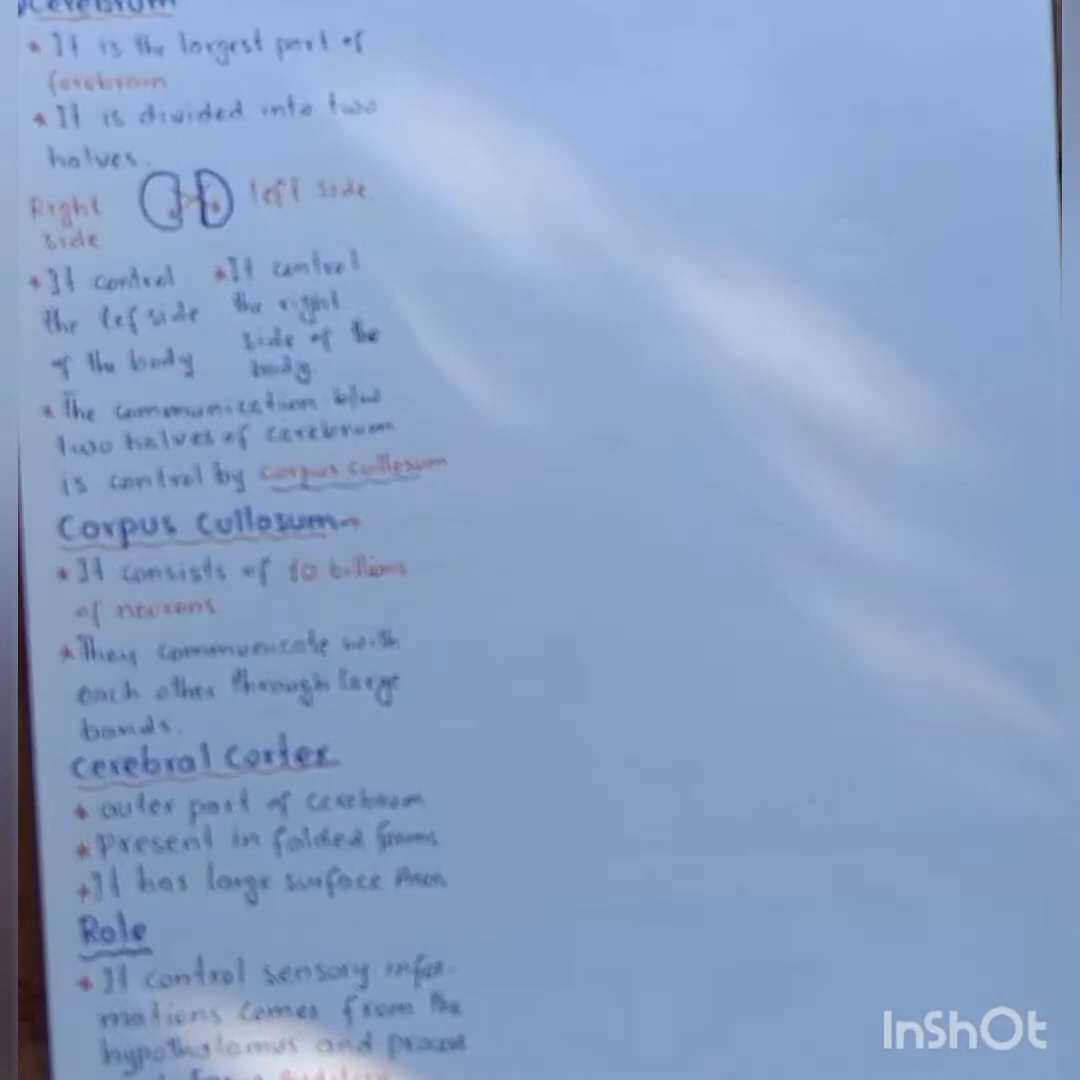 Cerebrum
* It is the largest part of
forebrain
* It is divided into two
halves.
Right side
left side.
* It control
the lef side
of the body
* It control
the right
side of the
body.
* The communication b/w
two halves of cerebrum
is control by corpus cullosum
Corpus Cullosum
* It consists of 10 billions
of neurons
* They communicate with
each other through large
bands.
Cerebral Cortex
* outer part of cerebrum
* Present in folded
* It has large surface Area
Role
* It control sensory infor-
mations comes from the
hypothalamus and
InShOt